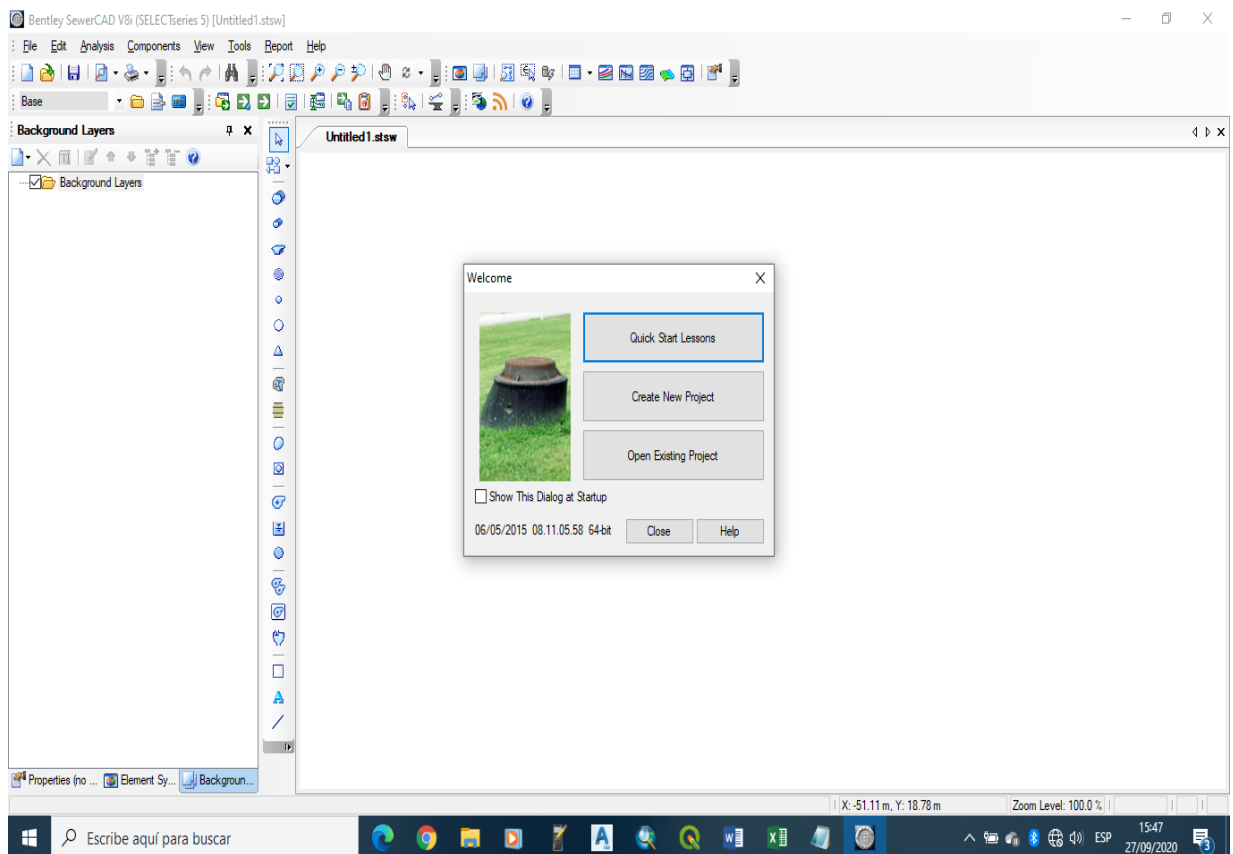 Bentley SewerCAD V8i (SELECTseries 5) [Untitled1.stsw]
File Edit Analysis Components View Tools Report Help
Base
Background Layers
Untitled1.stsw
Background Layers
Welcome
Quick Start Lessons
Create New Project
Open Existing Project
Show This Dialog at Startup
06/05/2015 08.11.05.58 64-bit Close Help
Properties (no ... Element Sy... Backgroun...
X: -51.11 m, Y: 18.78 m Zoom Level: 100.0 %
Escribe aquí para buscar
ESP
15:47
27/09/2020
3